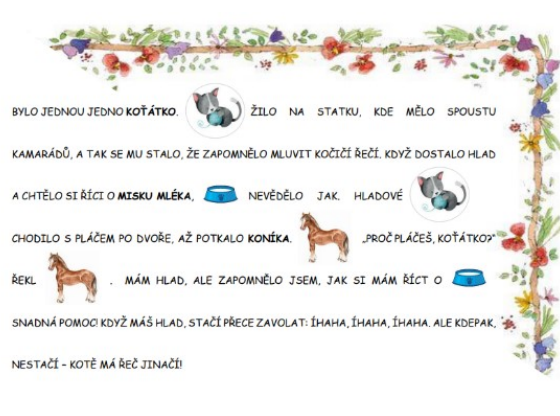 BYLO JEDNOU JEDNO KOŤÁTKO. ŽILO NA STATKU, KDE MĚLO SPOUSTU
KAMARÁDŮ, A TAK SE MU STALO, ŽE ZAPOMNĚLO MLUVIT KOČIČÍ ŘEČÍ. KDYŽ DOSTALO HLAD
A CHTĚLO SI ŘÍCI O MISKU MLÉKA, NEVĚDĚLO JAK. HLADOVÉ
CHODILO S PLÁČEM PO DVOŘE, AŽ POTKALO KONÍKA. „PROČ PLÁČEŠ, KOŤÁTKO?“
ŘEKL . MÁM HLAD, ALE ZAPOMNĚLO JSEM, JAK SI MÁM ŘÍCT O
SNADNÁ POMOC! KDYŽ MÁŠ HLAD, STAČÍ PŘECE ZAVOLAT: ÍHAHA, ÍHAHA, ÍHAHA. ALE KDEPAK,
NESTAČÍ – KOTĚ MÁ ŘEČ JINAČÍ!